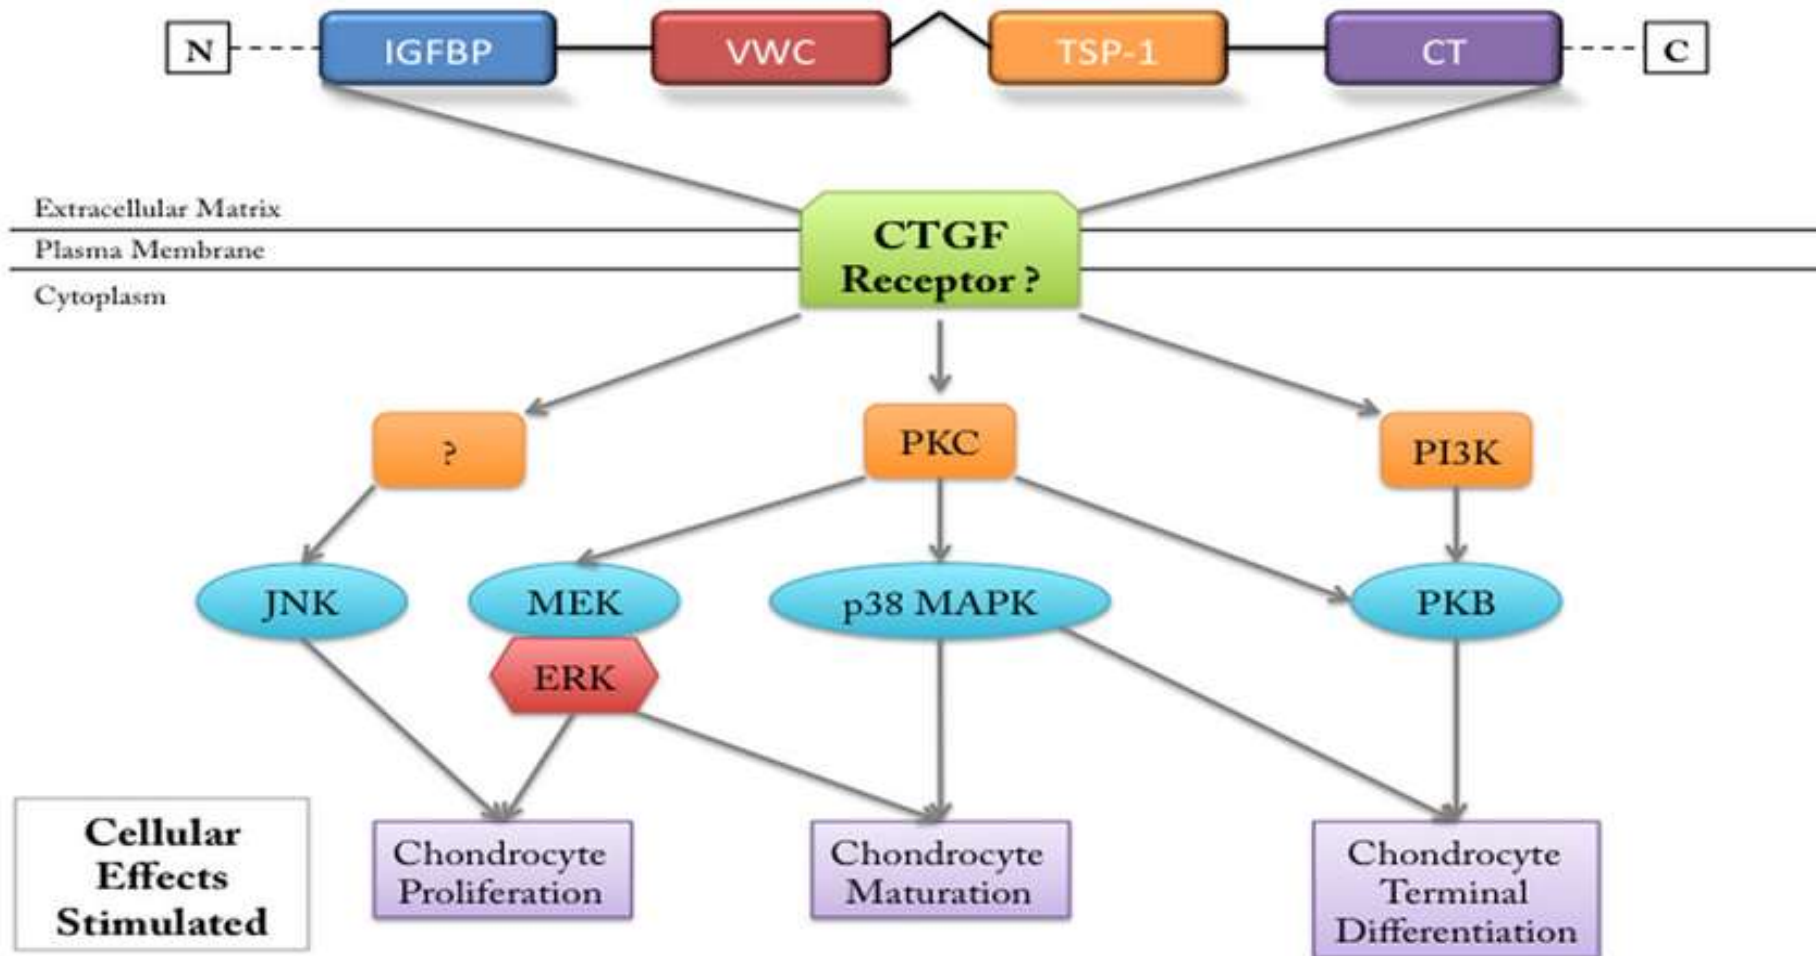 N IGFBP VWC TSP-1 CT C
Extracellular Matrix
Plasma Membrane
Cytoplasm
CTGF
Receptor ?
? PKC PI3K
JNK MEK p38 MAPK PKB
ERK
Cellular
Effects
Stimulated
Chondrocyte
Proliferation
Chondrocyte
Maturation
Chondrocyte
Terminal
Differentiation